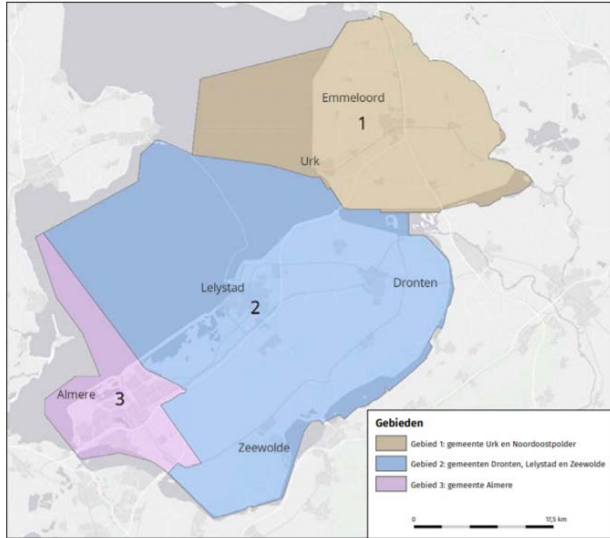 Emmeloord
1
Urk
Lelystad
2
Dronten
Almere
3
Zeewolde
Gebieden
Gebied 1: gemeente Urk en Noordoostpolder
Gebied 2: gemeenten Dronten, Lelystad en Zeewolde
Gebied 3: gemeente Almere
0 17,5 km